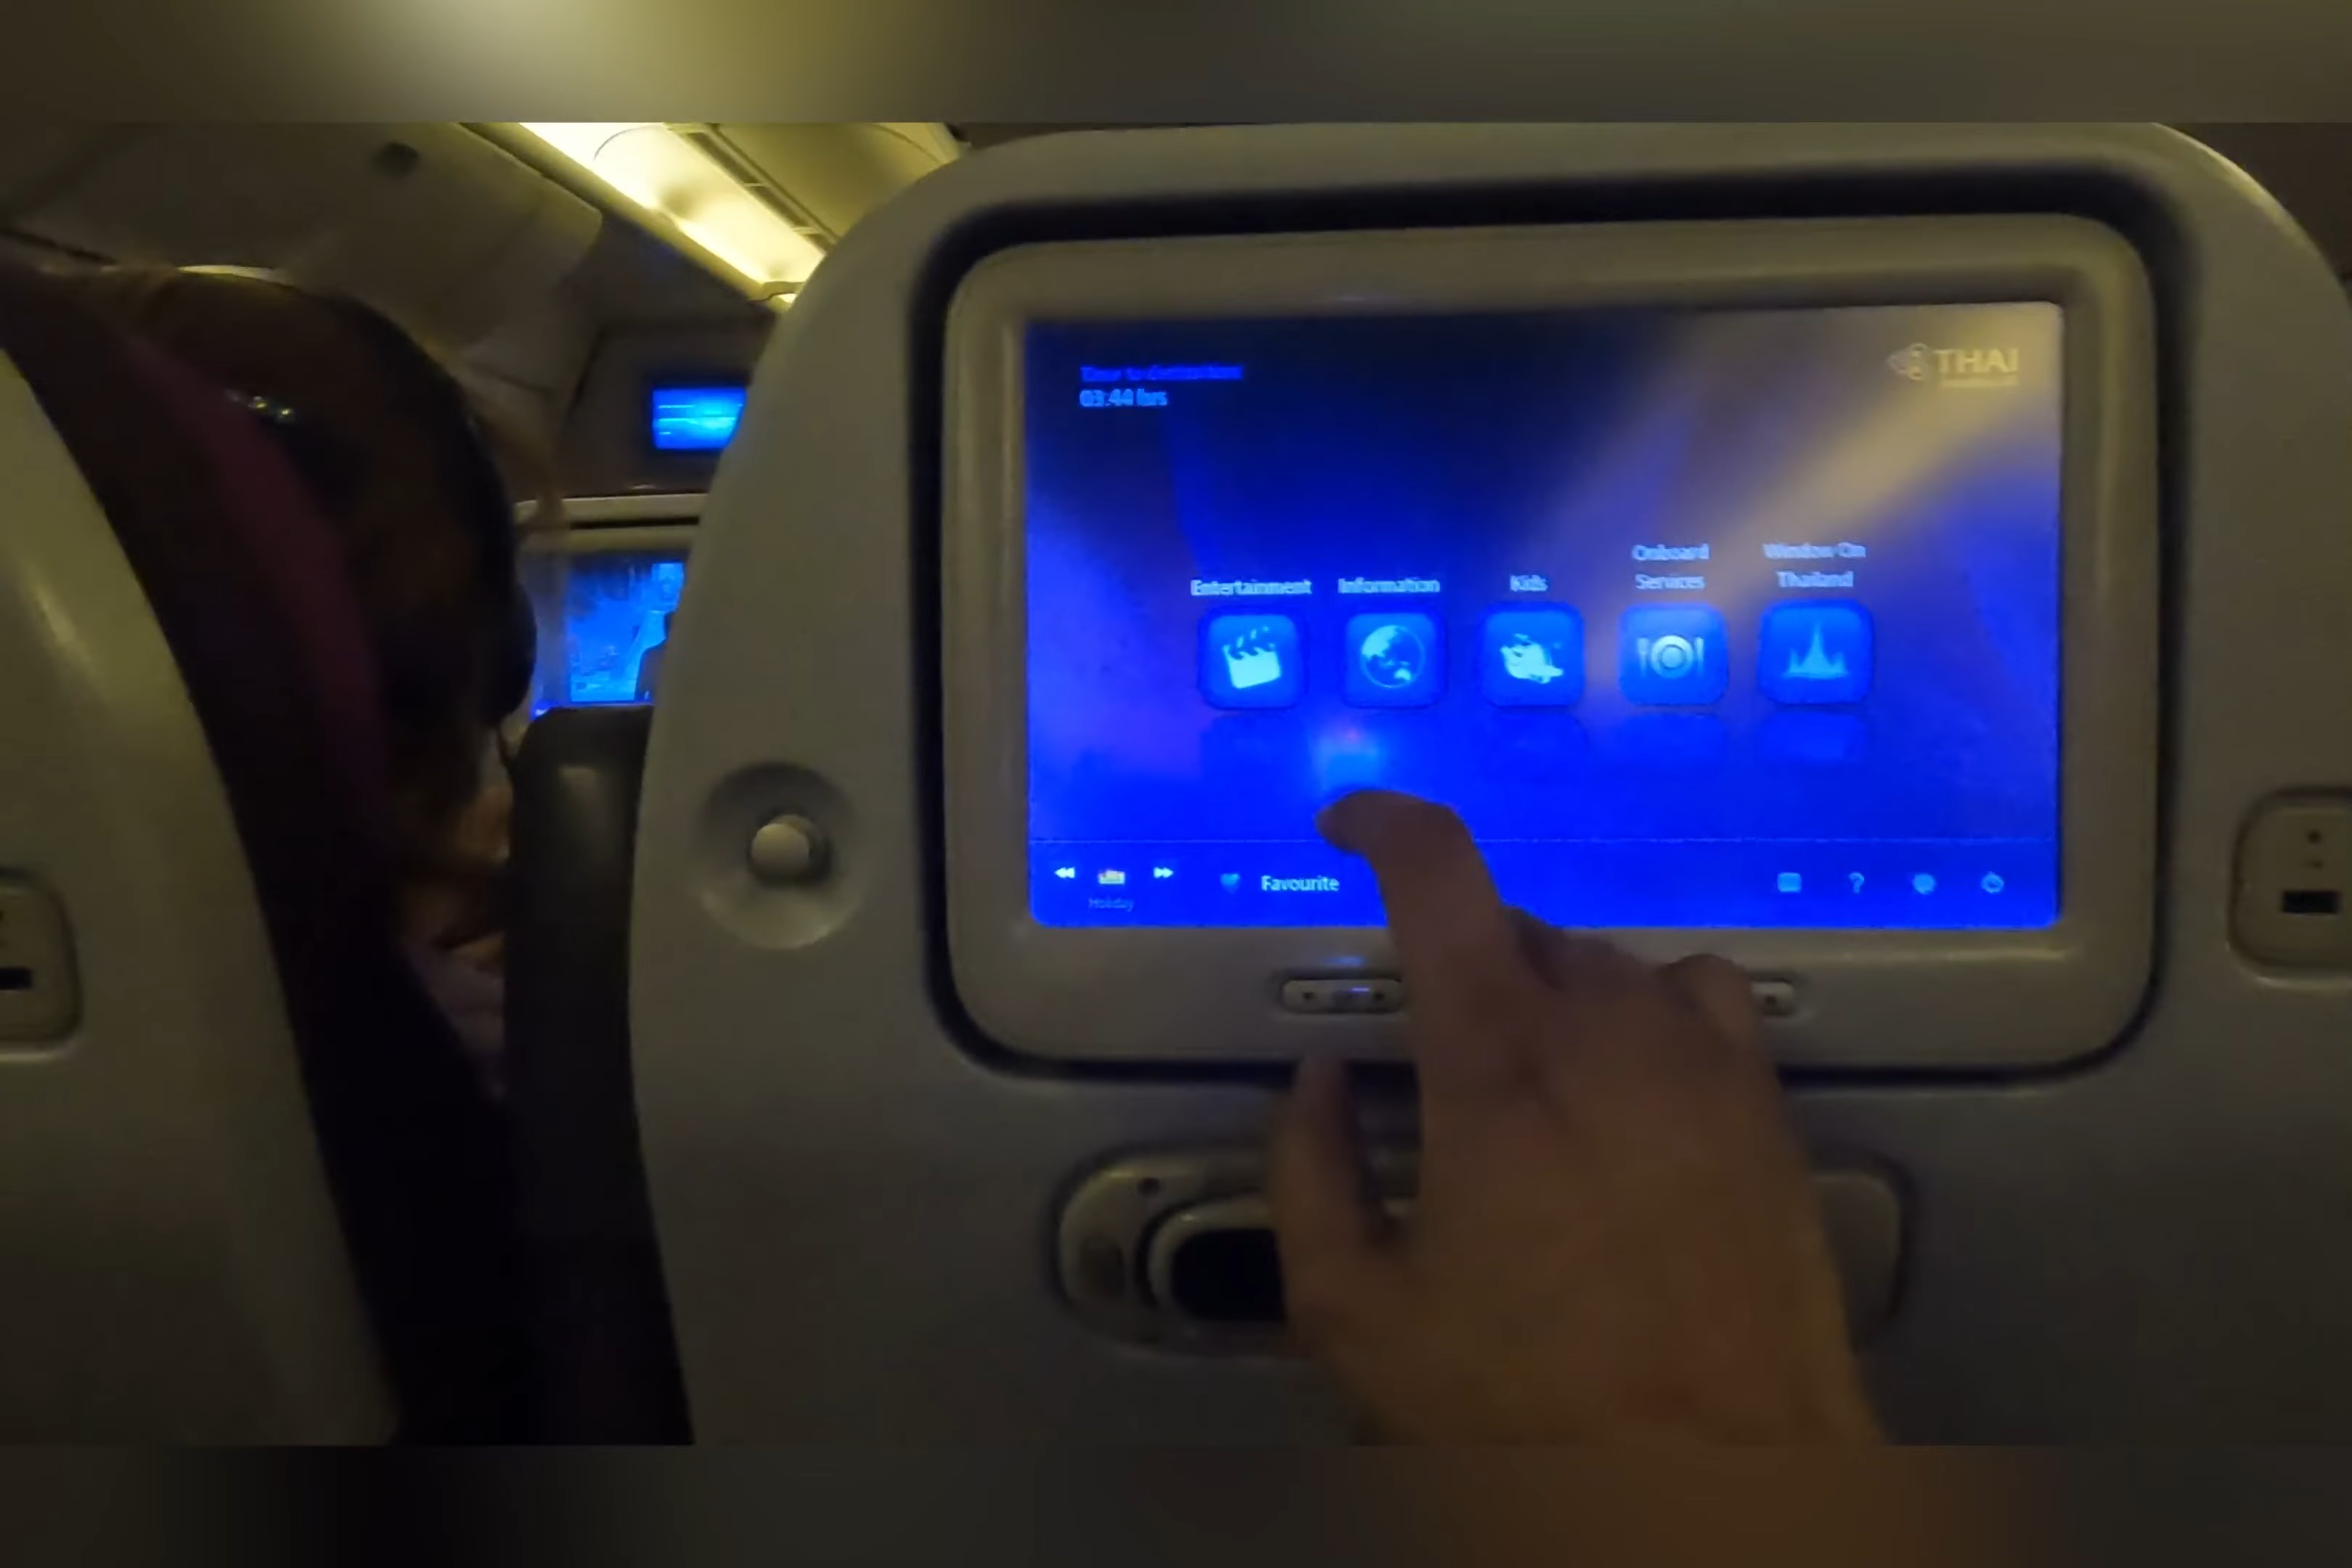 Time to destination
03:44 hrs
THAI
Entertainment
Information
Kids
Onboard
Services
Window On
Thailand
Holiday
Favourite
?